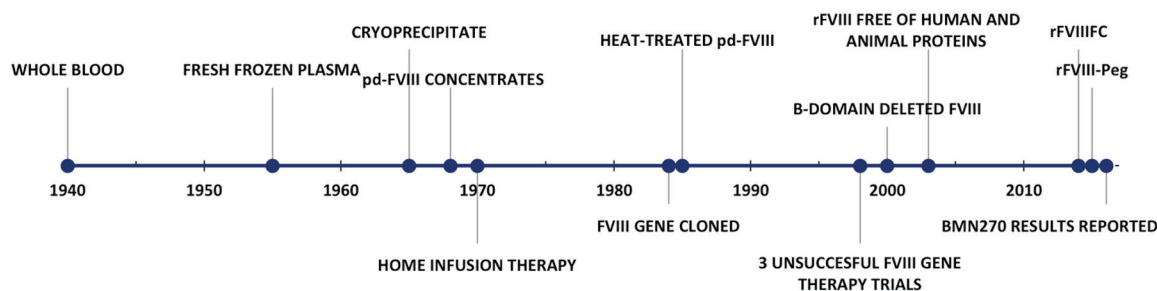 CRYOPRECIPITATE
HEAT-TREATED pd-FVIII
rFVIII FREE OF HUMAN AND
ANIMAL PROTEINS
rFVIIIFC
WHOLE BLOOD
FRESH FROZEN PLASMA
pd-FVIII CONCENTRATES
rFVIII-Peg
B-DOMAIN DELETED FVIII
1940 1950 1960 1970 1980 1990 2000 2010
FVIII GENE CLONED
BMN270 RESULTS REPORTED
HOME INFUSION THERAPY
3 UNSUCCESFUL FVIII GENE
THERAPY TRIALS